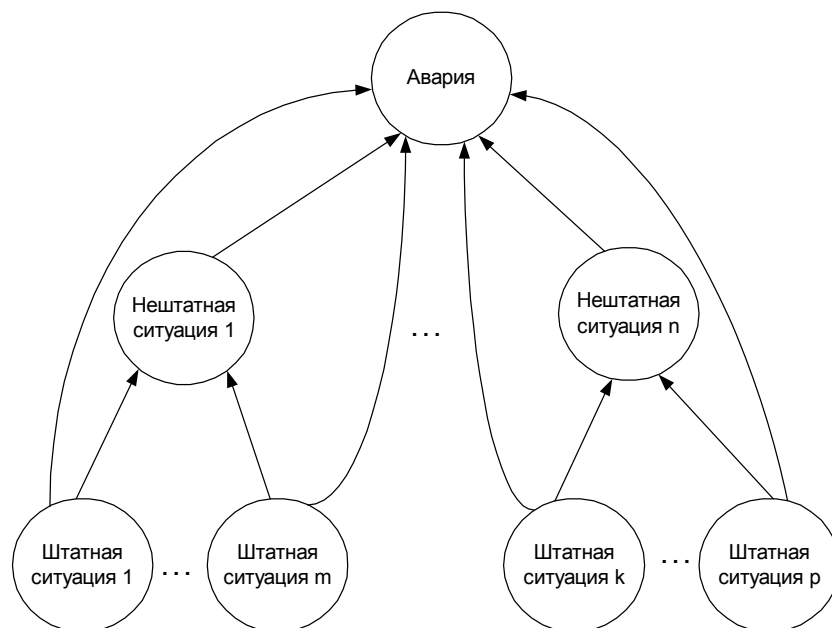 Авария
Нештатная
ситуация 1
Нештатная
ситуация n
...
Штатная
ситуация 1
...
Штатная
ситуация m
Штатная
ситуация k
...
Штатная
ситуация p